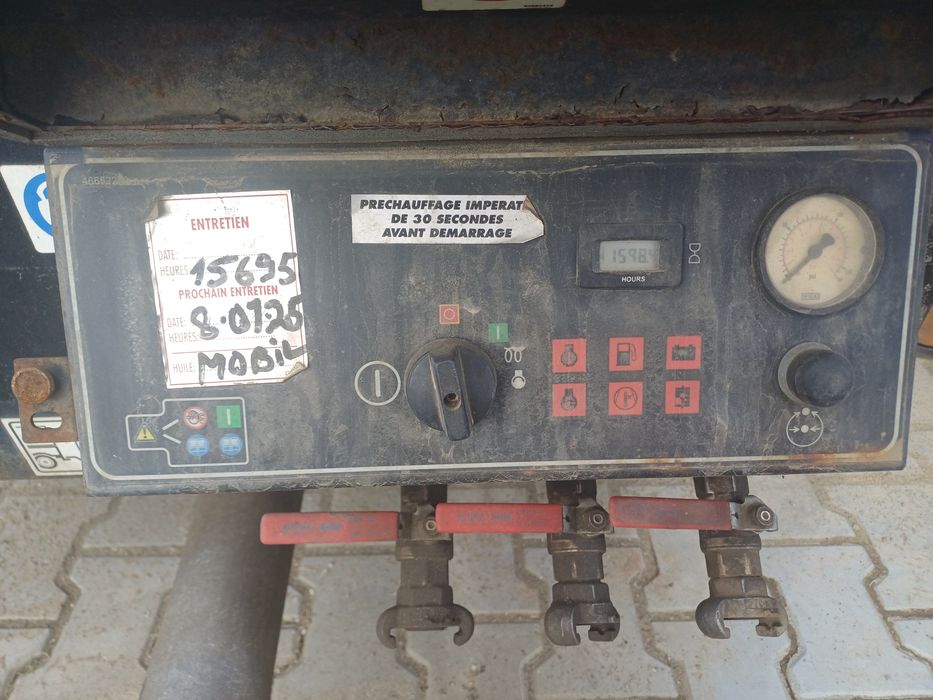 ENTRETIEN
DATE:
HEURES: 15695
PROCHAIN ENTRETIEN
DATE: 8.07.25
HEURES:
HUILE: MOBIL
PRECHAUFFAGE IMPERAT
DE 30 SECONDES
AVANT DEMARRAGE
HOURS
psi